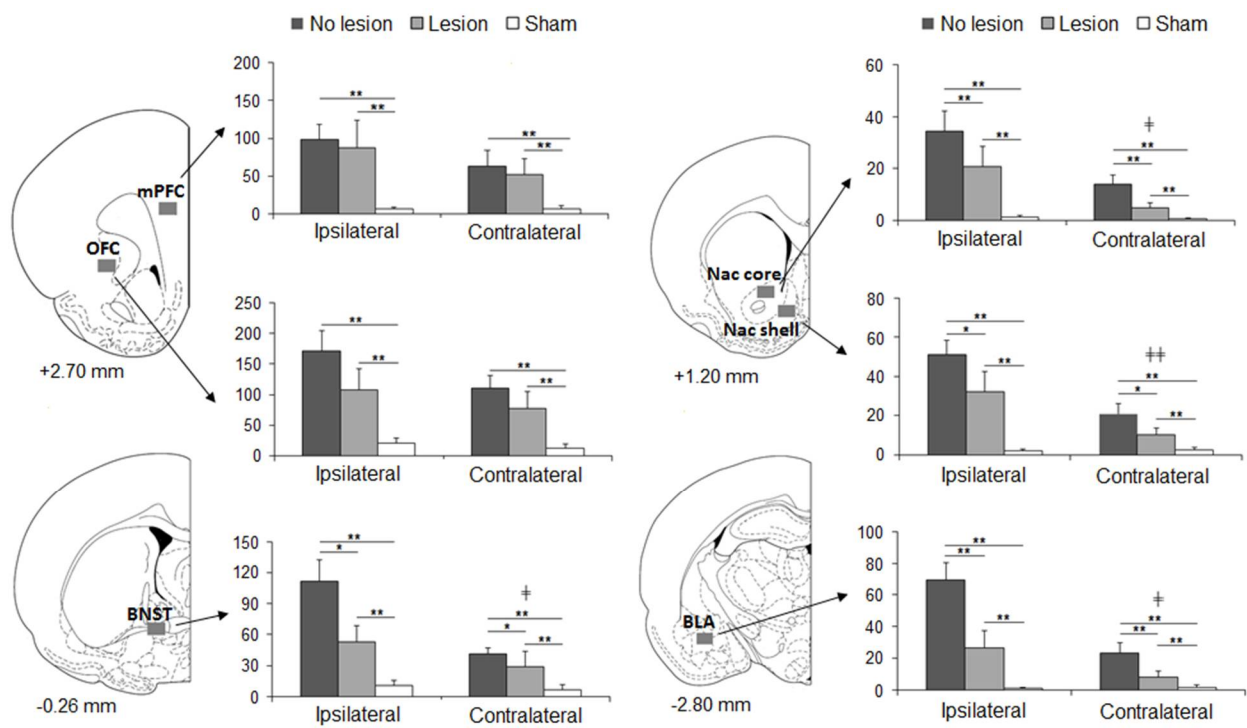 No lesion Lesion Sham
200
150
100
50
0
** **
** **
Ipsilateral Contralateral
mPFC
OFC
+2.70 mm
250
200
150
100
50
0
** **
** **
Ipsilateral Contralateral
150
120
90
60
30
0
** ǂ
* ** **
** * **
Ipsilateral Contralateral
BNST
-0.26 mm
No lesion Lesion Sham
60
40
20
0
** ǂ
** ** **
** ** **
Ipsilateral Contralateral
Nac core
Nac shell
+1.20 mm
80
60
40
20
0
** ǂǂ
* ** **
** * **
Ipsilateral Contralateral
100
80
60
40
20
0
** ǂ
** ** **
** ** **
Ipsilateral Contralateral
BLA
-2.80 mm